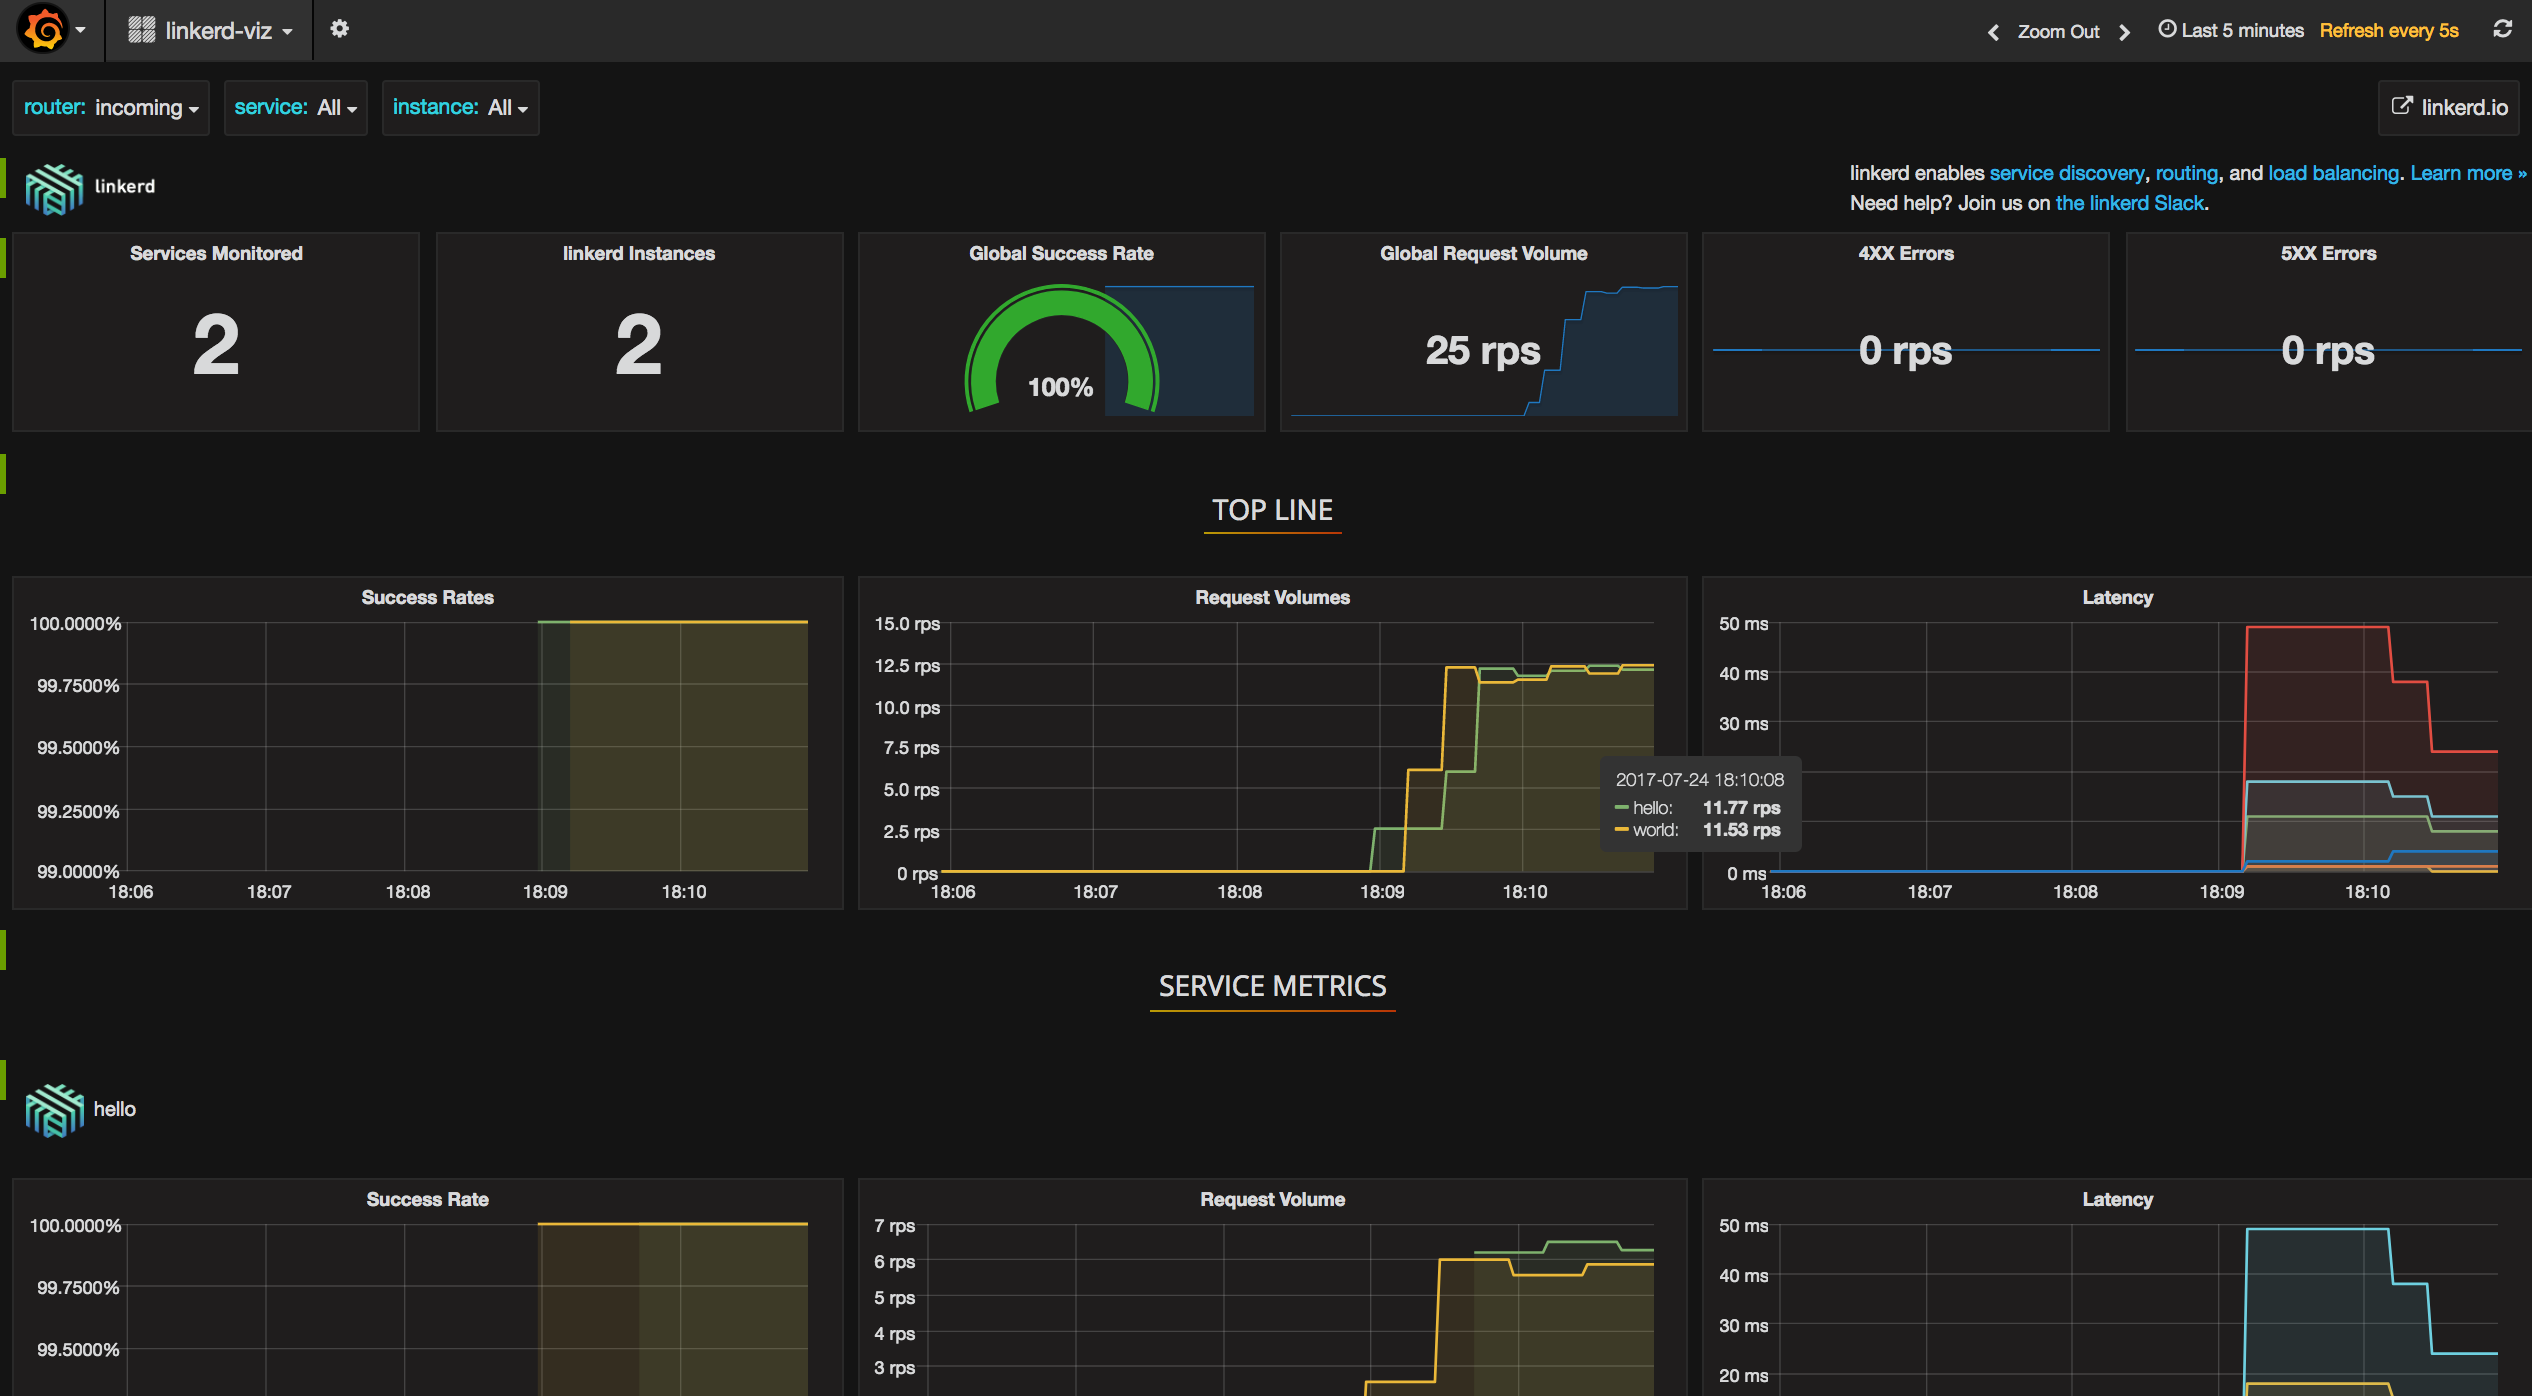 linkerd-viz
Zoom Out
Last 5 minutes
Refresh every 5s
router: incoming
service: All
instance: All
linkerd.io
linkerd
linkerd enables service discovery, routing, and load balancing. Learn more »
Need help? Join us on the linkerd Slack.
Services Monitored
2
linkerd Instances
2
Global Success Rate
100%
Global Request Volume
25 rps
4XX Errors
0 rps
5XX Errors
0 rps
TOP LINE
Success Rates
100.0000%
99.7500%
99.5000%
99.2500%
99.0000%
18:06 18:07 18:08 18:09 18:10
Request Volumes
15.0 rps
12.5 rps
10.0 rps
7.5 rps
5.0 rps
2.5 rps
0 rps
18:06 18:07 18:08 18:09 18:10
2017-07-24 18:10:08
hello: 11.77 rps
world: 11.53 rps
Latency
50 ms
40 ms
30 ms
0 ms
18:06 18:07 18:08 18:09 18:10
SERVICE METRICS
hello
Success Rate
100.0000%
99.7500%
99.5000%
Request Volume
7 rps
6 rps
5 rps
4 rps
3 rps
Latency
50 ms
40 ms
30 ms
20 ms